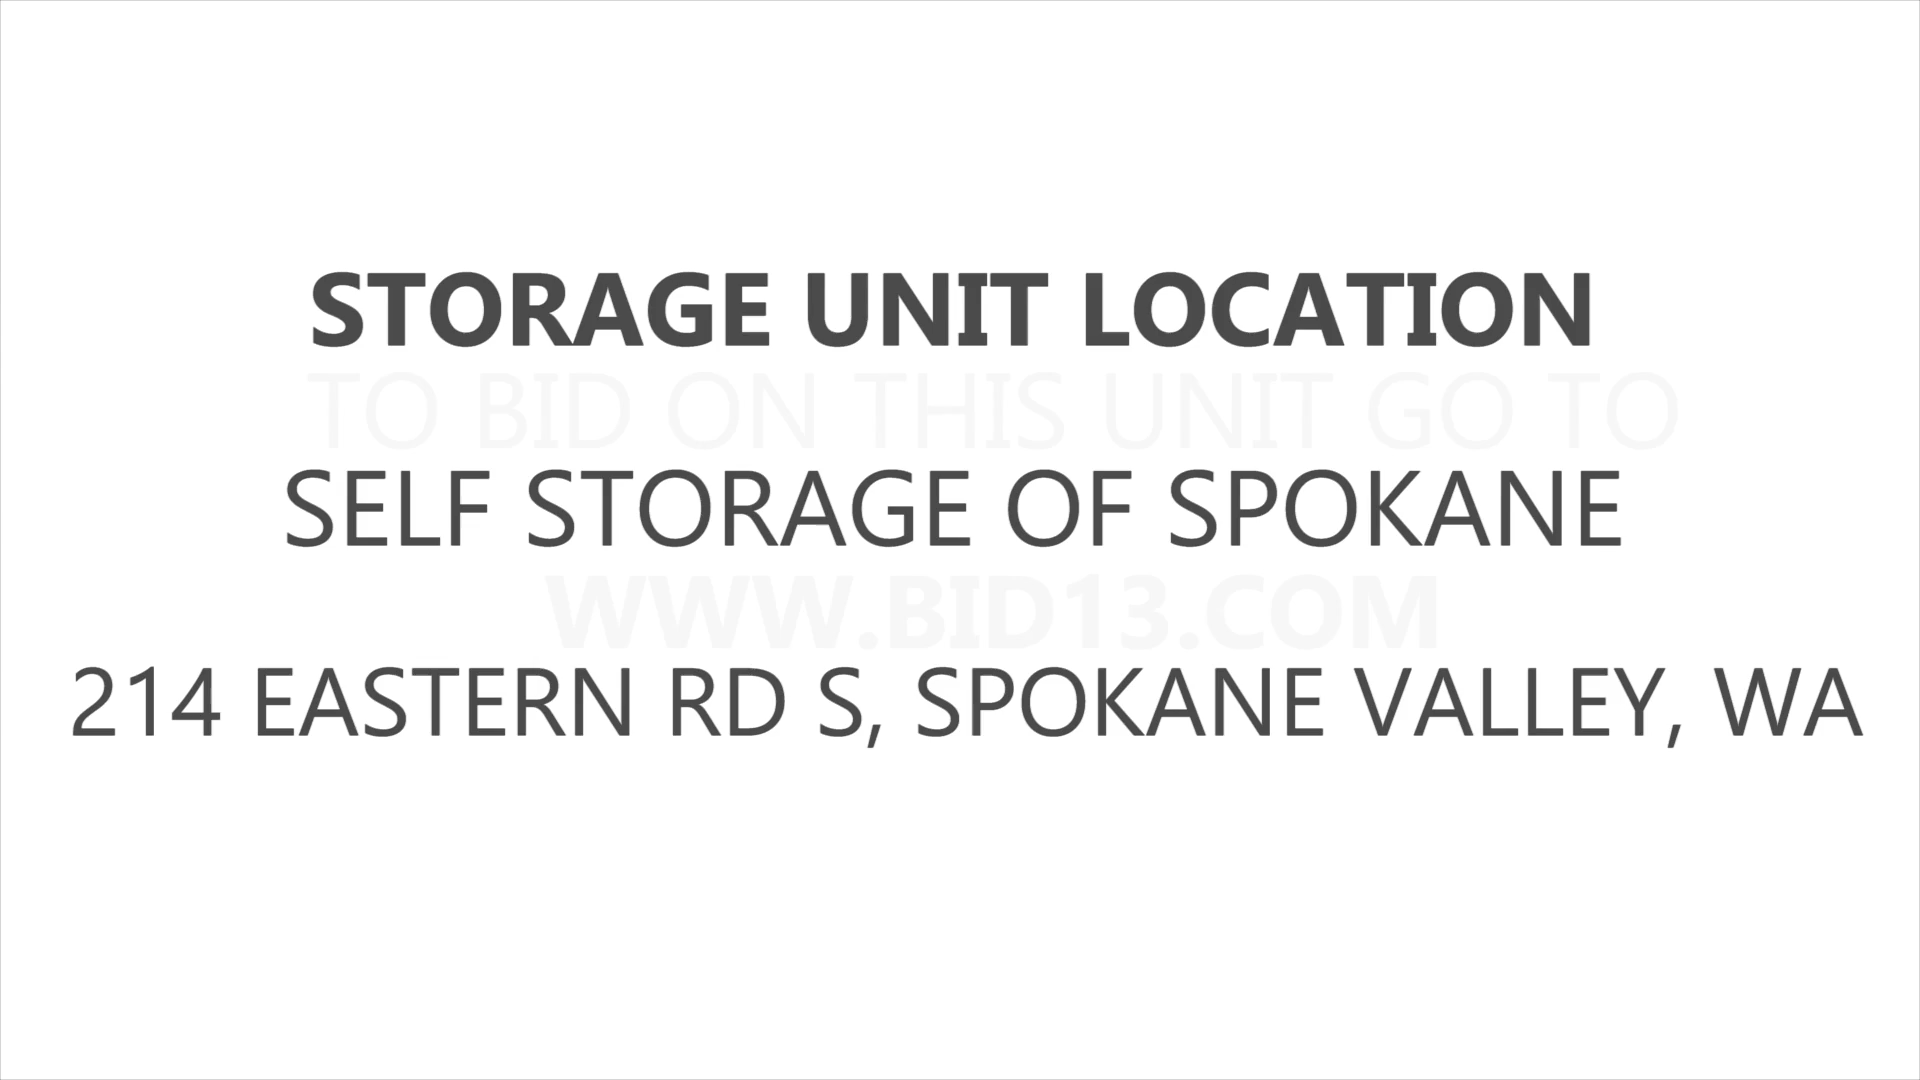 STORAGE UNIT LOCATION
TO BID ON THIS UNIT GO TO
SELF STORAGE OF SPOKANE
WWW.BID13.COM
214 EASTERN RD S, SPOKANE VALLEY, WA